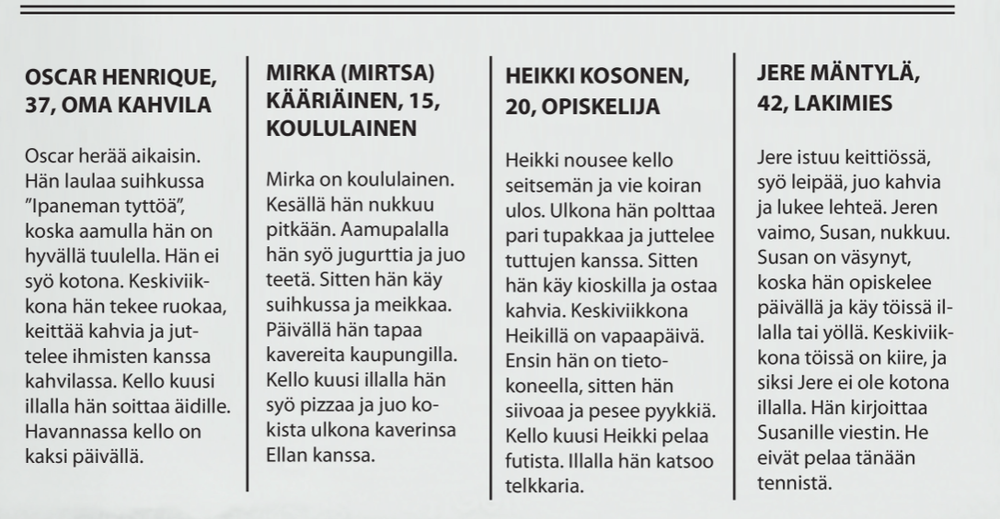 OSCAR HENRIQUE,
37, OMA KAHVILA
Oscar herää aikaisin.
Hän laulaa suihkussa
”Ipaneman tyttöä”,
koska aamulla hän on
hyvällä tuulella. Hän ei
syö kotona. Keskiviik-
kona hän tekee ruokaa,
keittää kahvia ja jut-
telee ihmisten kanssa
kahvilassa. Kello kuusi
illalla hän soittaa äidille.
Havannassa kello on
kaksi päivällä.
MIRKA (MIRTSA)
KÄÄRIÄINEN, 15,
KOULULAINEN
Mirka on koululainen.
Kesällä hän nukkuu
pitkään. Aamupalalla
hän syö jugurttia ja juo
teetä. Sitten hän käy
suihkussa ja meikkaa.
Päivällä hän tapaa
kavereita kaupungilla.
Kello kuusi illalla hän
syö pizzaa ja juo ko-
kista ulkona kaverinsa
Ellan kanssa.
HEIKKI KOSONEN,
20, OPISKELIJA
Heikki nousee kello
seitsemän ja vie koiran
ulos. Ulkona hän polttaa
pari tupakkaa ja juttelee
tuttujen kanssa. Sitten
hän käy kioskilla ja ostaa
kahvia. Keskiviikkona
Heikillä on vapaapäivä.
Ensin hän on tieto-
koneella, sitten hän
siivoaa ja pesee pyykkiä.
Kello kuusi Heikki pelaa
futista. Illalla hän katsoo
telkkaria.
JERE MÄNTYLÄ,
42, LAKIMIES
Jere istuu keittiössä,
syö leipää, juo kahvia
ja lukee lehteä. Jeren
vaimo, Susan, nukkuu.
Susan on väsynyt,
koska hän opiskelee
päivällä ja käy töissä il-
lalla tai yöllä. Keskiviik-
kona töissä on kiire, ja
siksi Jere ei ole kotona
illalla. Hän kirjoittaa
Susanille viestin. He
eivät pelaa tänään
tennistä.